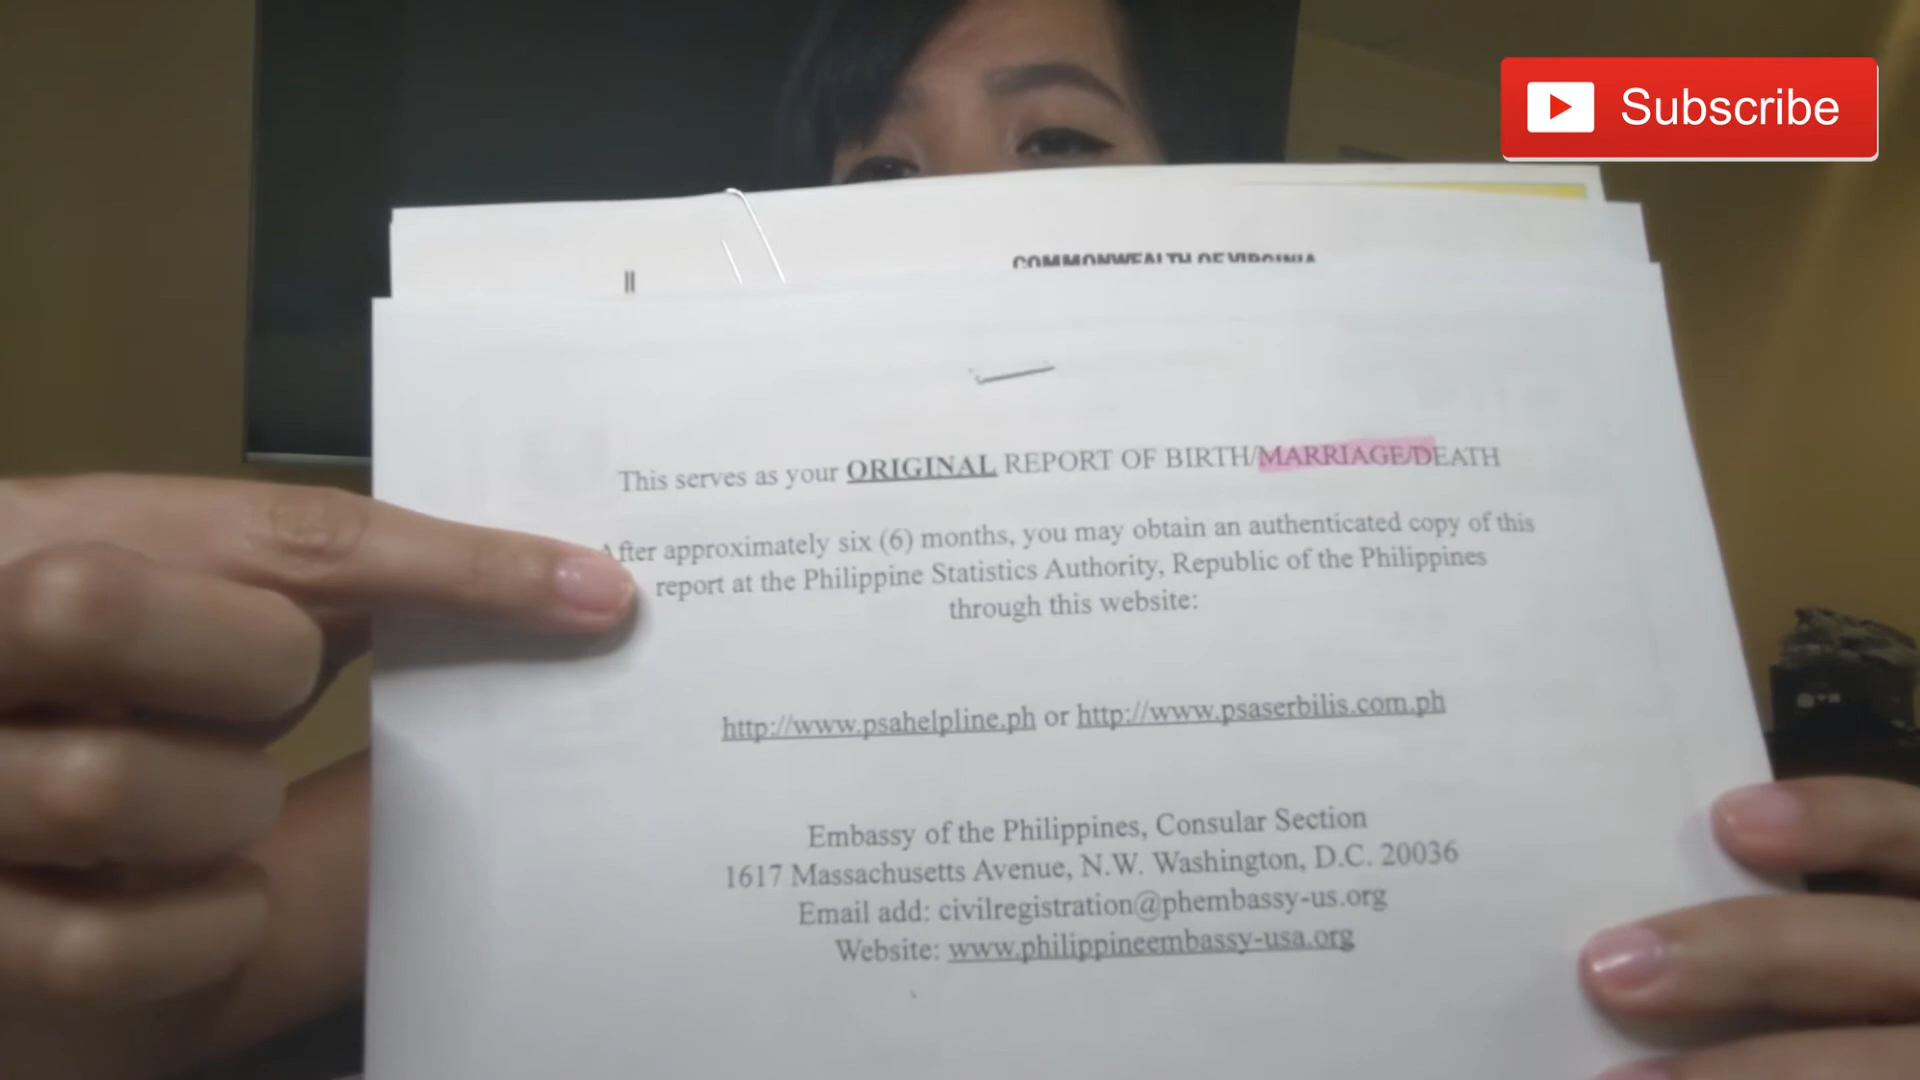 Subscribe
COMMONWEALTH OF VIRGINIA
This serves as your ORIGINAL REPORT OF BIRTH/MARRIAGE/DEATH
After approximately six (6) months, you may obtain an authenticated copy of this
report at the Philippine Statistics Authority, Republic of the Philippines
through this website:
http://www.psahelpline.ph or http://www.psaserbilis.com.ph
Embassy of the Philippines, Consular Section
1617 Massachusetts Avenue, N.W. Washington, D.C. 20036
Email add: civilregistration@phembassy-us.org
Website: www.philippineembassy-usa.org